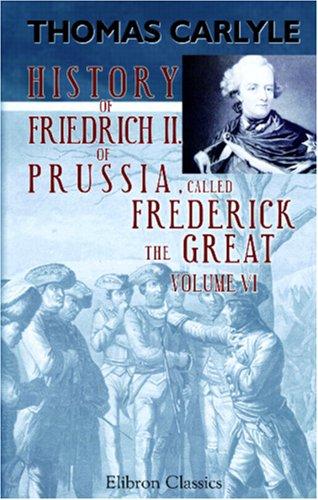 THOMAS CARLYLE
HISTORY
OF
FRIEDRICH II.
OF
PRUSSIA, CALLED
FREDERICK
THE GREAT
VOLUME VI
Elibron Classics